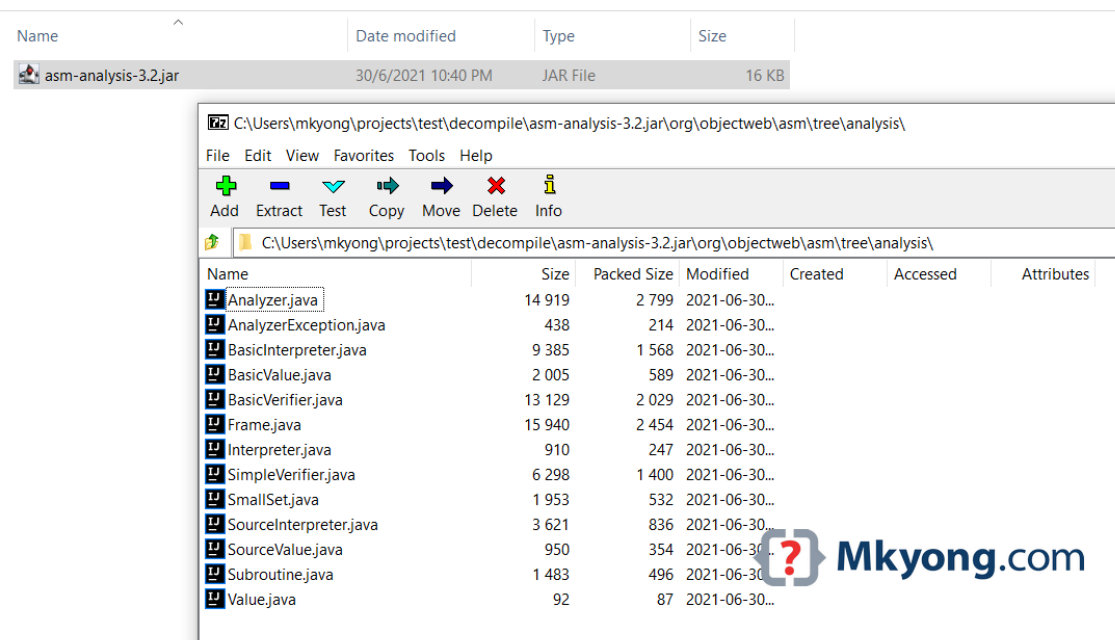 Name Date modified Type Size
asm-analysis-3.2.jar 30/6/2021 10:40 PM JAR File 16 KB
C:\Users\mkyong\projects\test\decompile\asm-analysis-3.2.jar\org\objectweb\asm\tree\analysis\
File Edit View Favorites Tools Help
Add Extract Test Copy Move Delete Info
C:\Users\mkyong\projects\test\decompile\asm-analysis-3.2.jar\org\objectweb\asm\tree\analysis\
Name Size Packed Size Modified Created Accessed Attributes
Analyzer.java 14 919 2 799 2021-06-30...
AnalyzerException.java 438 214 2021-06-30...
BasicInterpreter.java 9 385 1 568 2021-06-30...
BasicValue.java 2 005 589 2021-06-30...
BasicVerifier.java 13 129 2 029 2021-06-30...
Frame.java 15 940 2 454 2021-06-30...
Interpreter.java 910 247 2021-06-30...
SimpleVerifier.java 6 298 1 400 2021-06-30...
SmallSet.java 1 953 532 2021-06-30...
SourceInterpreter.java 3 621 836 2021-06-30...
SourceValue.java 950 354 2021-06-30...
Subroutine.java 1 483 496 2021-06-30...
Value.java 92 87 2021-06-30...
Mkyong.com